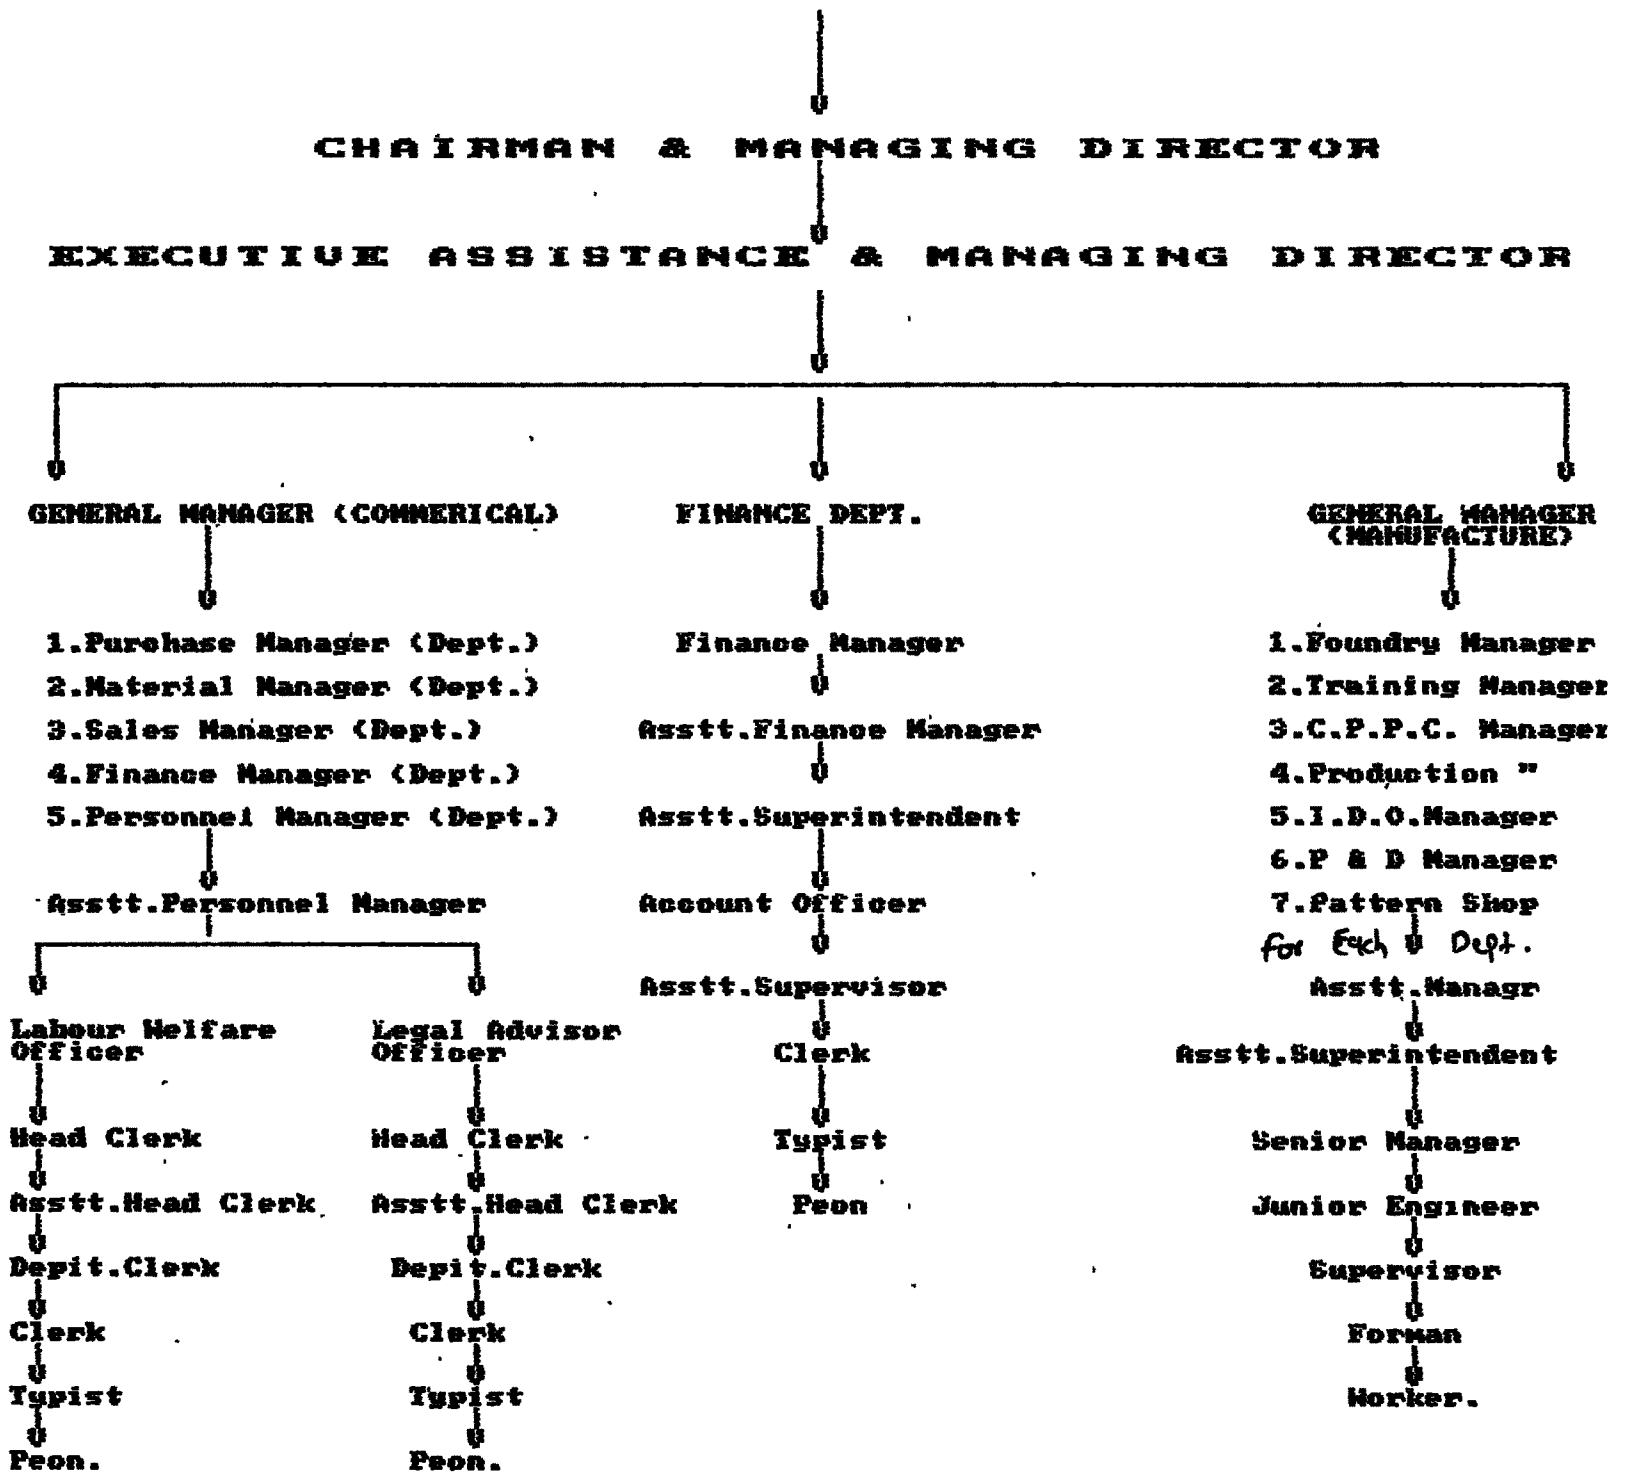 CHAIRMAN & MANAGING DIRECTOR
EXECUTIVE ASSISTANCE & MANAGING DIRECTOR
GENERAL MANAGER (COMMERICAL)
1.Purchase Manager (Dept.)
2.Material Manager (Dept.)
3.Sales Manager (Dept.)
4.Finance Manager (Dept.)
5.Personnel Manager (Dept.)
Asstt.Personnel Manager
Labour Welfare
Officer
Head Clerk
Asstt.Head Clerk
Depit.Clerk
Clerk
Typist
Peon.
Legal Advisor
Officer
Head Clerk
Asstt.Head Clerk
Depit.Clerk
Clerk
Typist
Peon.
FINANCE DEPT.
Finance Manager
Asstt.Finance Manager
Asstt.Superintendent
Account Officer
Asstt.Supervisor
Clerk
Typist
Peon
GENERAL MANAGER
(MANUFACTURE)
1.Foundry Manager
2.Training Manager
3.C.P.P.C. Manager
4.Production "
5.I.D.O.Manager
6.P & D Manager
7.Pattern Shop
for Each Dept.
Asstt.Managr
Asstt.Superintendent
Senior Manager
Junior Engineer
Supervisor
Forman
Worker.